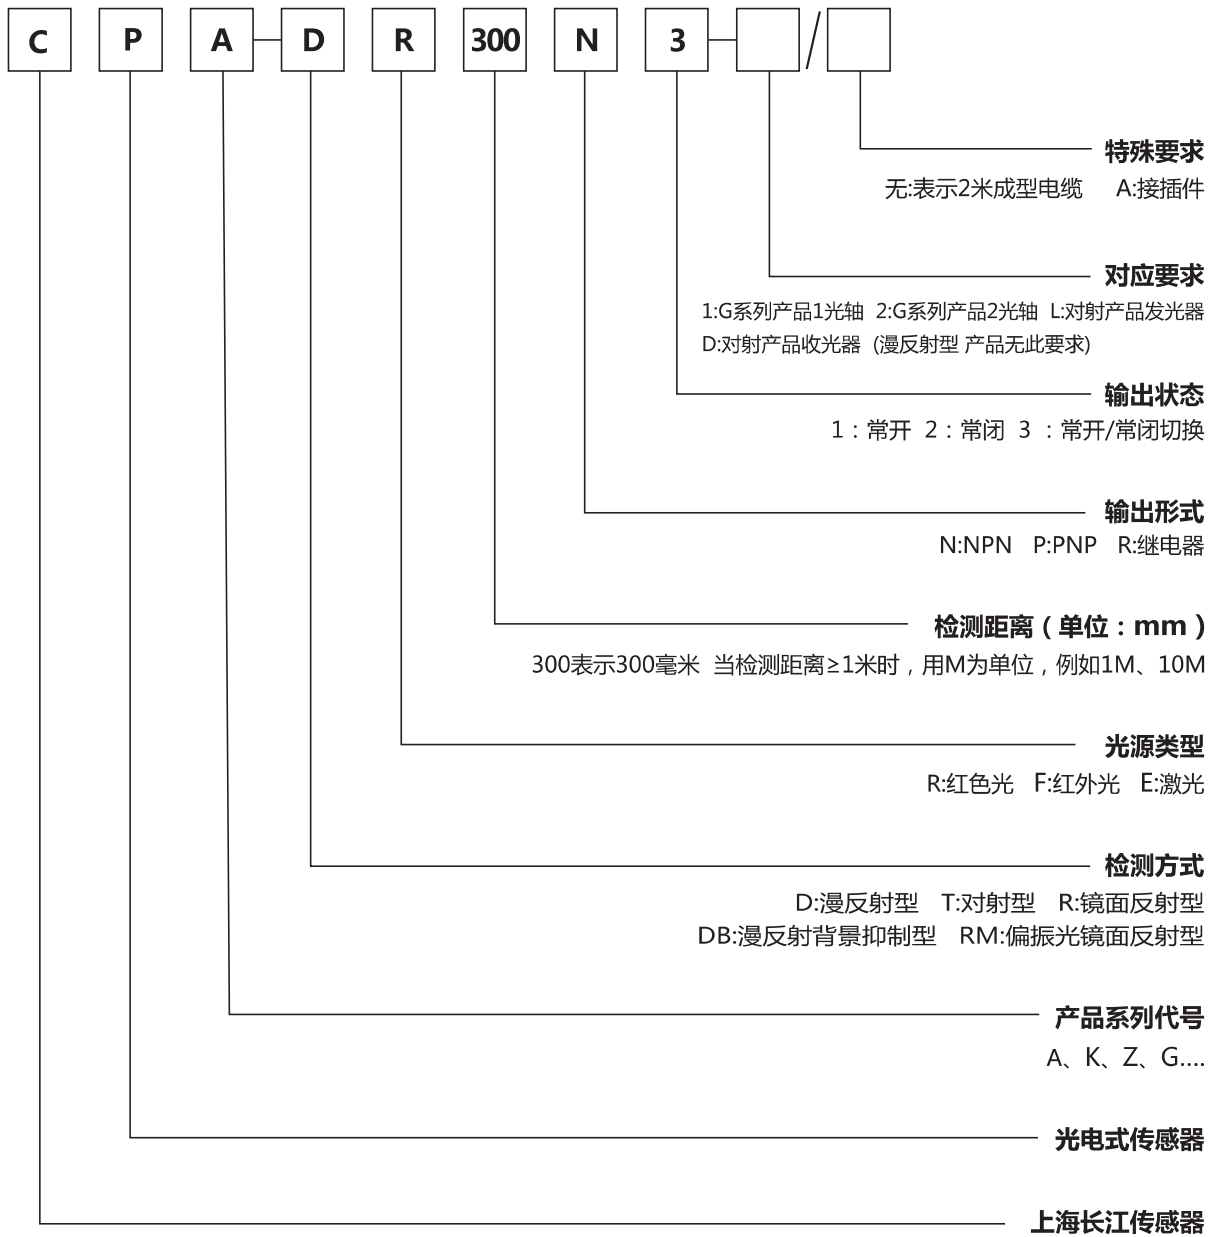 C P A-D R 300 N 3- /
特殊要求
无:表示2米成型电缆 A:接插件
对应要求
1:G系列产品1光轴 2:G系列产品2光轴 L:对射产品发光器
D:对射产品收光器 (漫反射型 产品无此要求)
输出状态
1：常开 2：常闭 3 ：常开/常闭切换
输出形式
N:NPN P:PNP R:继电器
检测距离（单位：mm）
300表示300毫米 当检测距离≥1米时，用M为单位，例如1M、10M
光源类型
R:红色光 F:红外光 E:激光
检测方式
D:漫反射型 T:对射型 R:镜面反射型
DB:漫反射背景抑制型 RM:偏振光镜面反射型
产品系列代号
A、K、Z、G....
光电式传感器
上海长江传感器